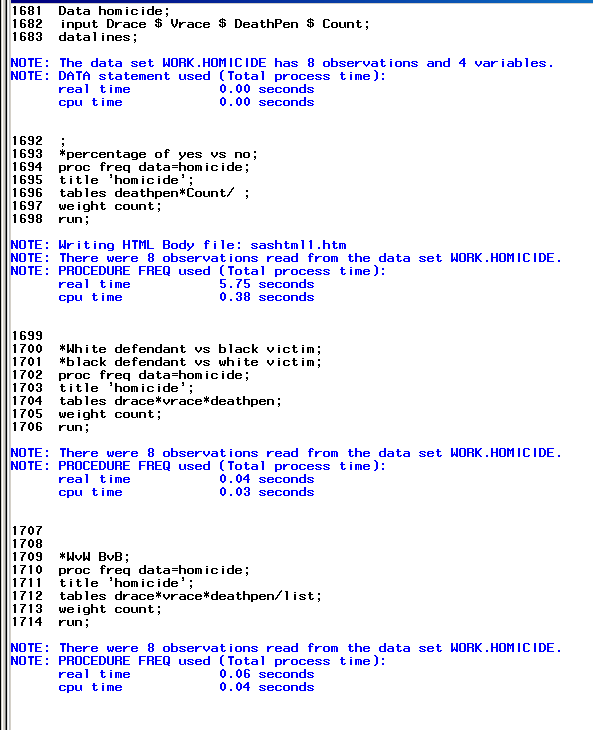 1681  Data homicide;
1682  input Drace $ Vrace $ DeathPen $ Count;
1683  datalines;
NOTE: The data set WORK.HOMICIDE has 8 observations and 4 variables.
NOTE: DATA statement used (Total process time):
      real time           0.00 seconds
      cpu time            0.00 seconds
1692  ;
1693  *percentage of yes vs no;
1694  proc freq data=homicide;
1695  title 'homicide';
1696  tables deathpen*Count/ ;
1697  weight count;
1698  run;
NOTE: Writing HTML Body file: sashtml1.htm
NOTE: There were 8 observations read from the data set WORK.HOMICIDE.
NOTE: PROCEDURE FREQ used (Total process time):
      real time           5.75 seconds
      cpu time            0.38 seconds
1699
1700  *White defendant vs black victim;
1701  *black defendant vs white victim;
1702  proc freq data=homicide;
1703  title 'homicide';
1704  tables drace*vrace*deathpen;
1705  weight count;
1706  run;
NOTE: There were 8 observations read from the data set WORK.HOMICIDE.
NOTE: PROCEDURE FREQ used (Total process time):
      real time           0.04 seconds
      cpu time            0.03 seconds
1707
1708
1709  *WvW BvB;
1710  proc freq data=homicide;
1711  title 'homicide';
1712  tables drace*vrace*deathpen/list;
1713  weight count;
1714  run;
NOTE: There were 8 observations read from the data set WORK.HOMICIDE.
NOTE: PROCEDURE FREQ used (Total process time):
      real time           0.06 seconds
      cpu time            0.04 seconds